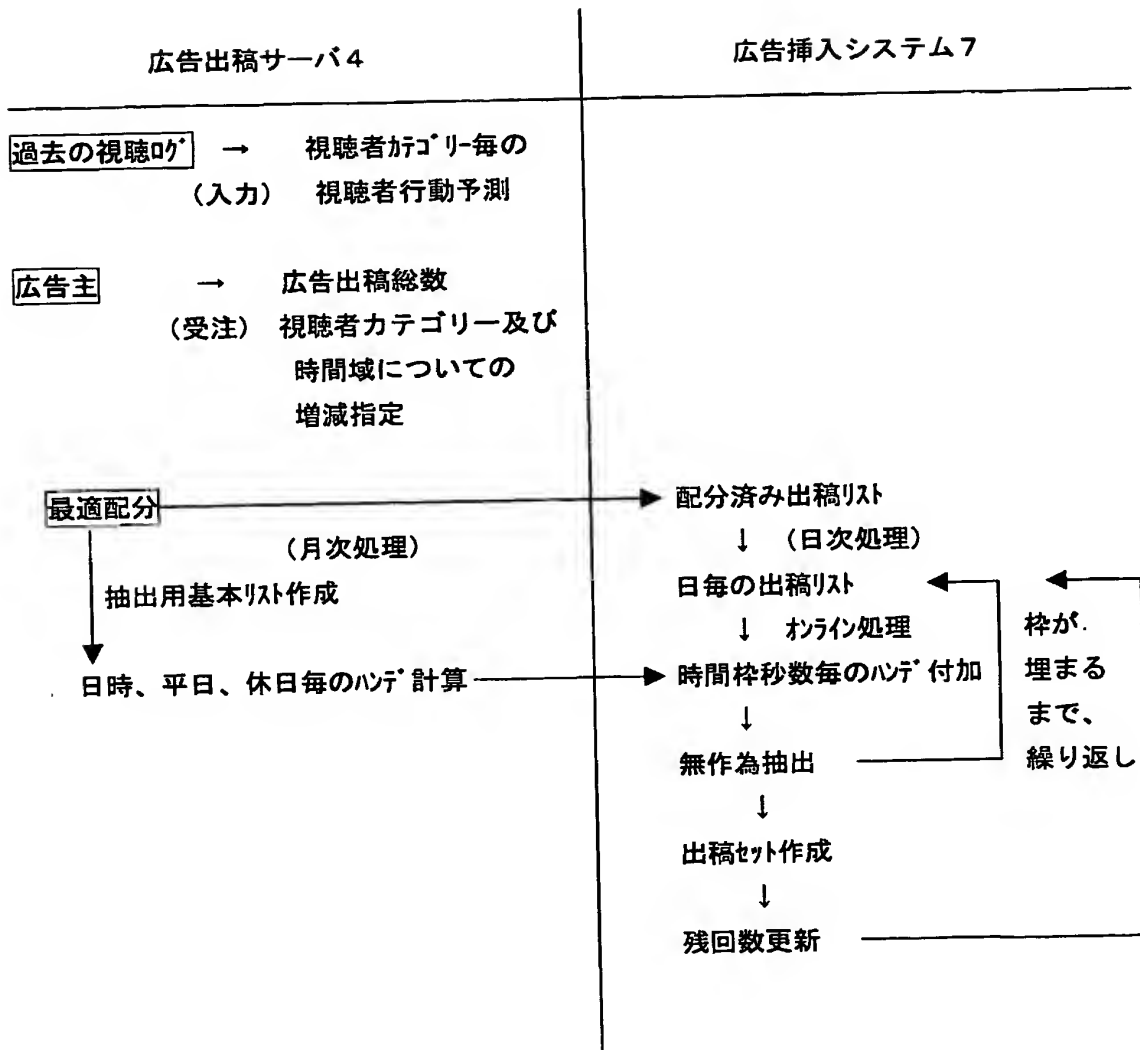 広告出稿サーバ4
広告挿入システム7
過去の視聴ﾛｸﾞ → 視聴者ｶﾃｺﾞﾘｰ毎の
(入力) 視聴者行動予測
広告主 → 広告出稿総数
(受注) 視聴者カテゴリー及び
時間域についての
増減指定
最適配分
(月次処理)
抽出用基本ﾘｽﾄ作成
日時、平日、休日毎のﾊﾝﾃﾞ計算
配分済み出稿ﾘｽﾄ
↓ (日次処理)
日毎の出稿ﾘｽﾄ
↓ ｵﾝﾗｲﾝ処理
時間枠秒数毎のﾊﾝﾃﾞ付加
↓
無作為抽出
↓
出稿ｾｯﾄ作成
↓
残回数更新
枠が
埋まる
まで、
繰り返し